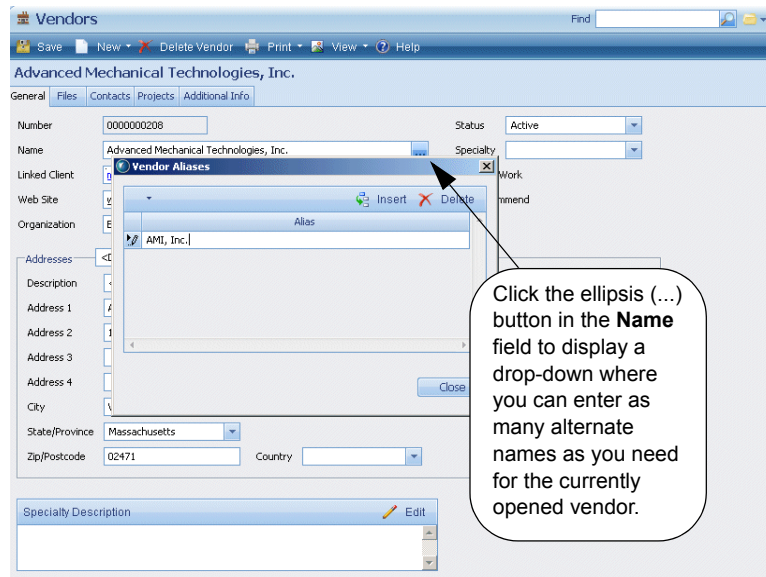 Vendors
Find
Save New Delete Vendor Print View Help
Advanced Mechanical Technologies, Inc.
General Files Contacts Projects Additional Info
Number 0000000208 Status Active
Name Advanced Mechanical Technologies, Inc. ... Specialty
Linked Client Work
Web Site mmend
Organization
Vendor Aliases
Insert Delete
Alias
AMI, Inc.
Close
Addresses
Description
Address 1
Address 2
Address 3
Address 4
City
State/Province Massachusetts
Zip/Postcode 02471 Country
Specialty Description Edit
Click the ellipsis (...)
button in the Name
field to display a
drop-down where
you can enter as
many alternate
names as you need
for the currently
opened vendor.